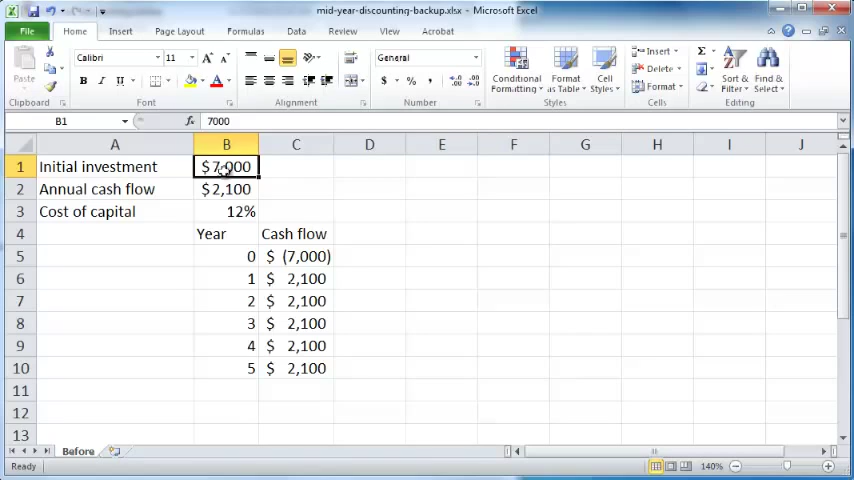 mid-year-discounting-backup.xlsx - Microsoft Excel
File Home Insert Page Layout Formulas Data Review View Acrobat
Paste Calibri 11 A A General Conditional Formatting Format as Table Cell Styles Insert Delete Format Sort & Filter Find & Select
B I U A $ % ,
Clipboard Font Alignment Number Styles Cells Editing
B1 fx 7000
A B C D E F G H I J
1 Initial investment $7,000
2 Annual cash flow $2,100
3 Cost of capital 12%
4 Year Cash flow
5 0 $ (7,000)
6 1 $ 2,100
7 2 $ 2,100
8 3 $ 2,100
9 4 $ 2,100
10 5 $ 2,100
11
12
13
Before
Ready 140%